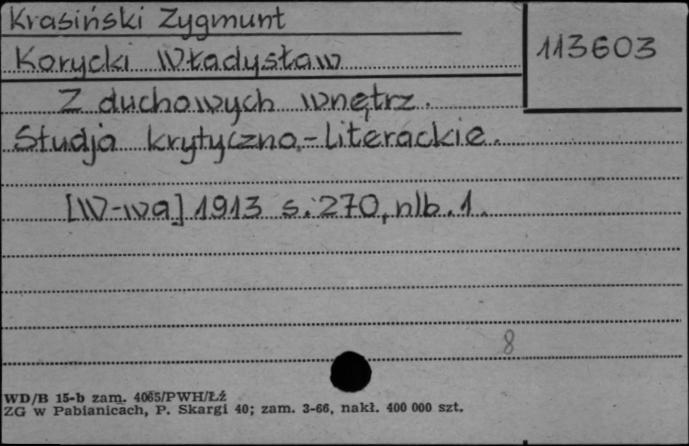 Krasiński Zygmunt
113603
Korycki Władysław
Z duchowych wnętrz.
Studja krytyczno-literackie.
[W-wa] 1913 s. 270, nlb. 1.
8
WD/B 15-b zam. 4065/PWH/Łź
ZG w Pabianicach, P. Skargi 40; zam. 3-66, nakł. 400 000 szt.